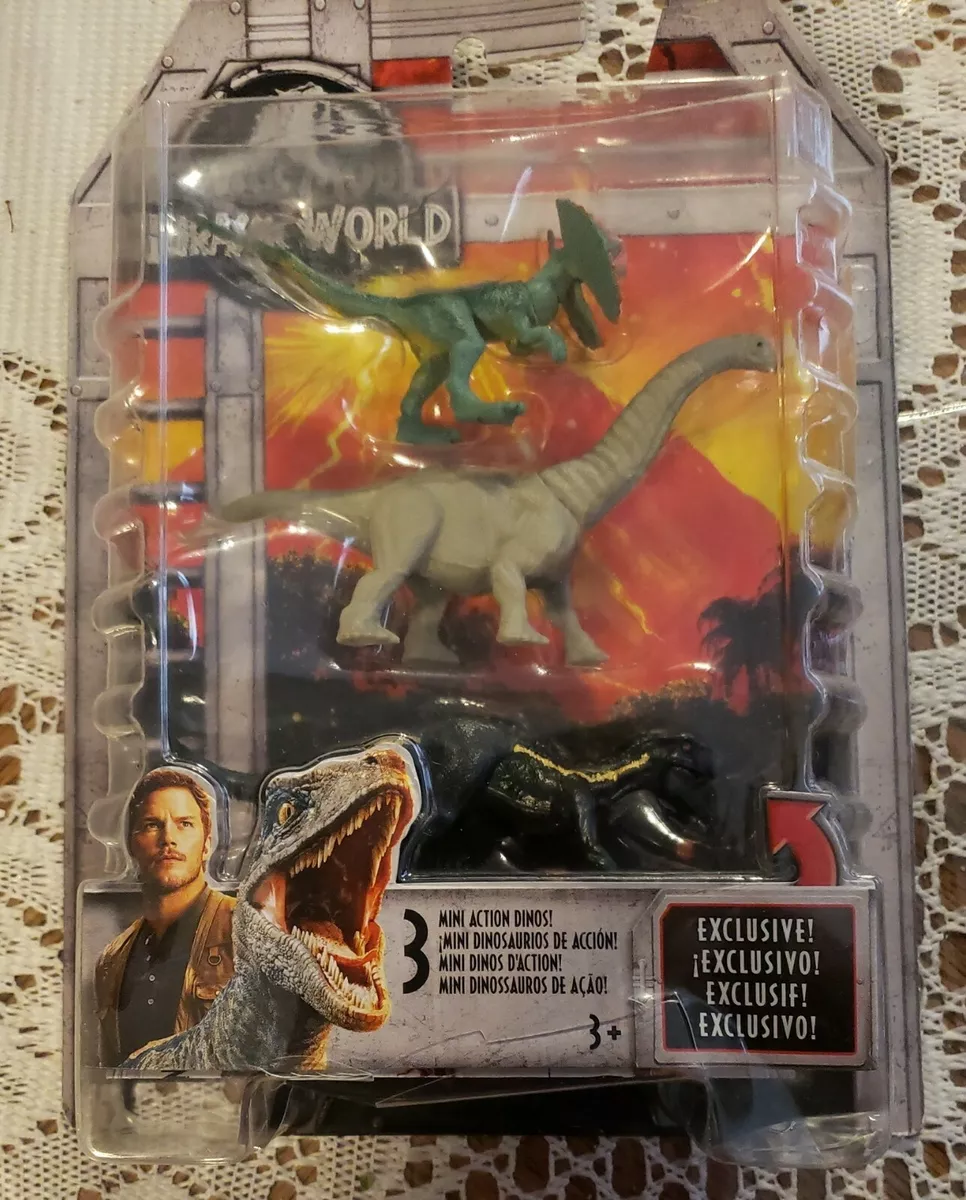 JURASSIC WORLD
3
MINI ACTION DINOS!
¡MINI DINOSAURIOS DE ACCIÓN!
MINI DINOS D'ACTION!
MINI DINOSSAUROS DE AÇÃO!
3+
EXCLUSIVE!
¡EXCLUSIVO!
EXCLUSIF!
EXCLUSIVO!